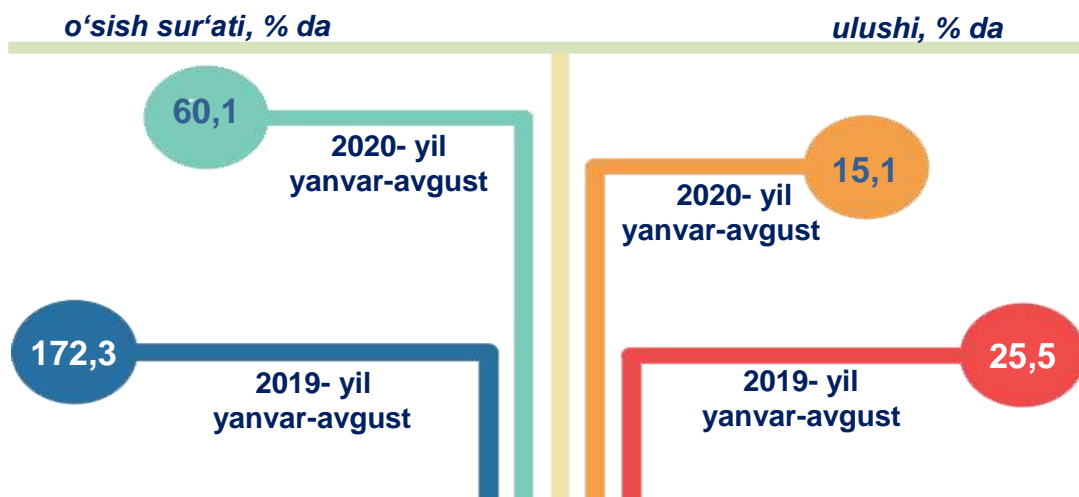 o‘sish sur‘ati, % da
ulushi, % da
60,1
2020- yil
yanvar-avgust
15,1
2020- yil
yanvar-avgust
172,3
2019- yil
yanvar-avgust
25,5
2019- yil
yanvar-avgust